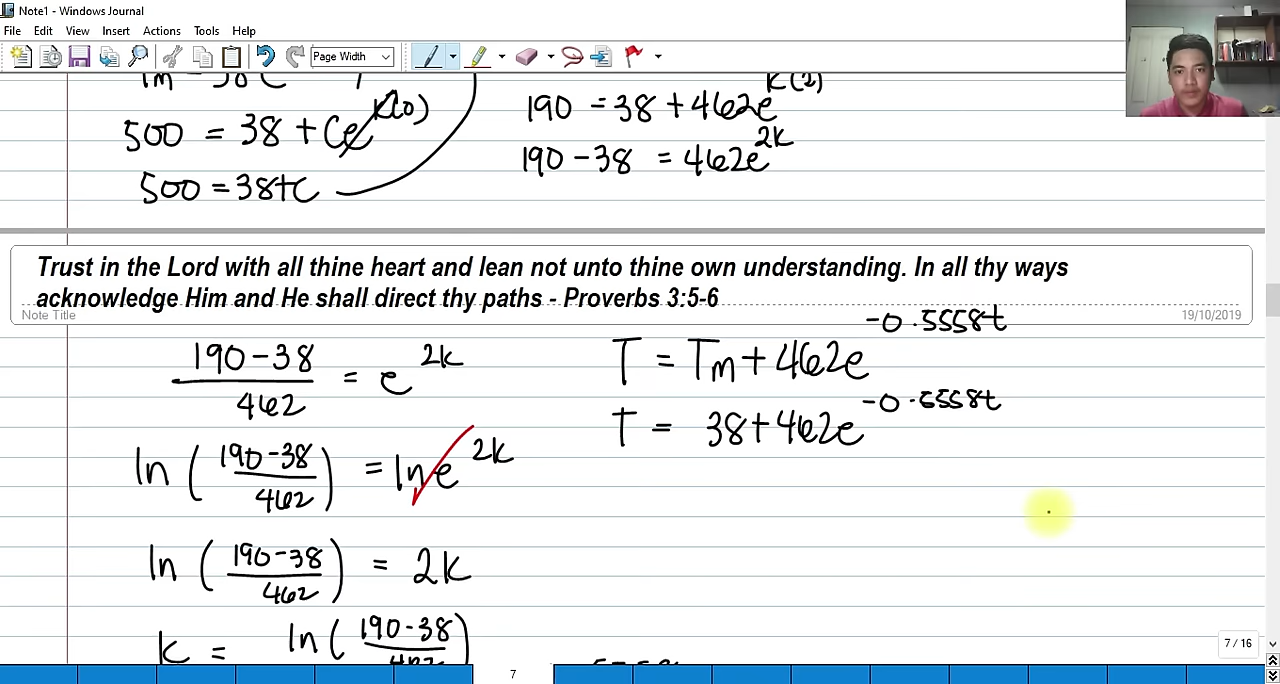 Note1 - Windows Journal
File Edit View Insert Actions Tools Help
Page Width
500 = 38 + Ce^K(0)
500 = 38+C
190 = 38 + 462e^K(2)
190 - 38 = 462e^2K
Trust in the Lord with all thine heart and lean not unto thine own understanding. In all thy ways
acknowledge Him and He shall direct thy paths - Proverbs 3:5-6
Note Title
19/10/2019
190-38/462 = e^2K
ln (190-38/462) = ln e^2K
ln (190-38/462) = 2K
K = ln (190-38/462)
T = Tm + 462e^-0.5558t
T = 38 + 462e^-0.5558t
7 / 16
7